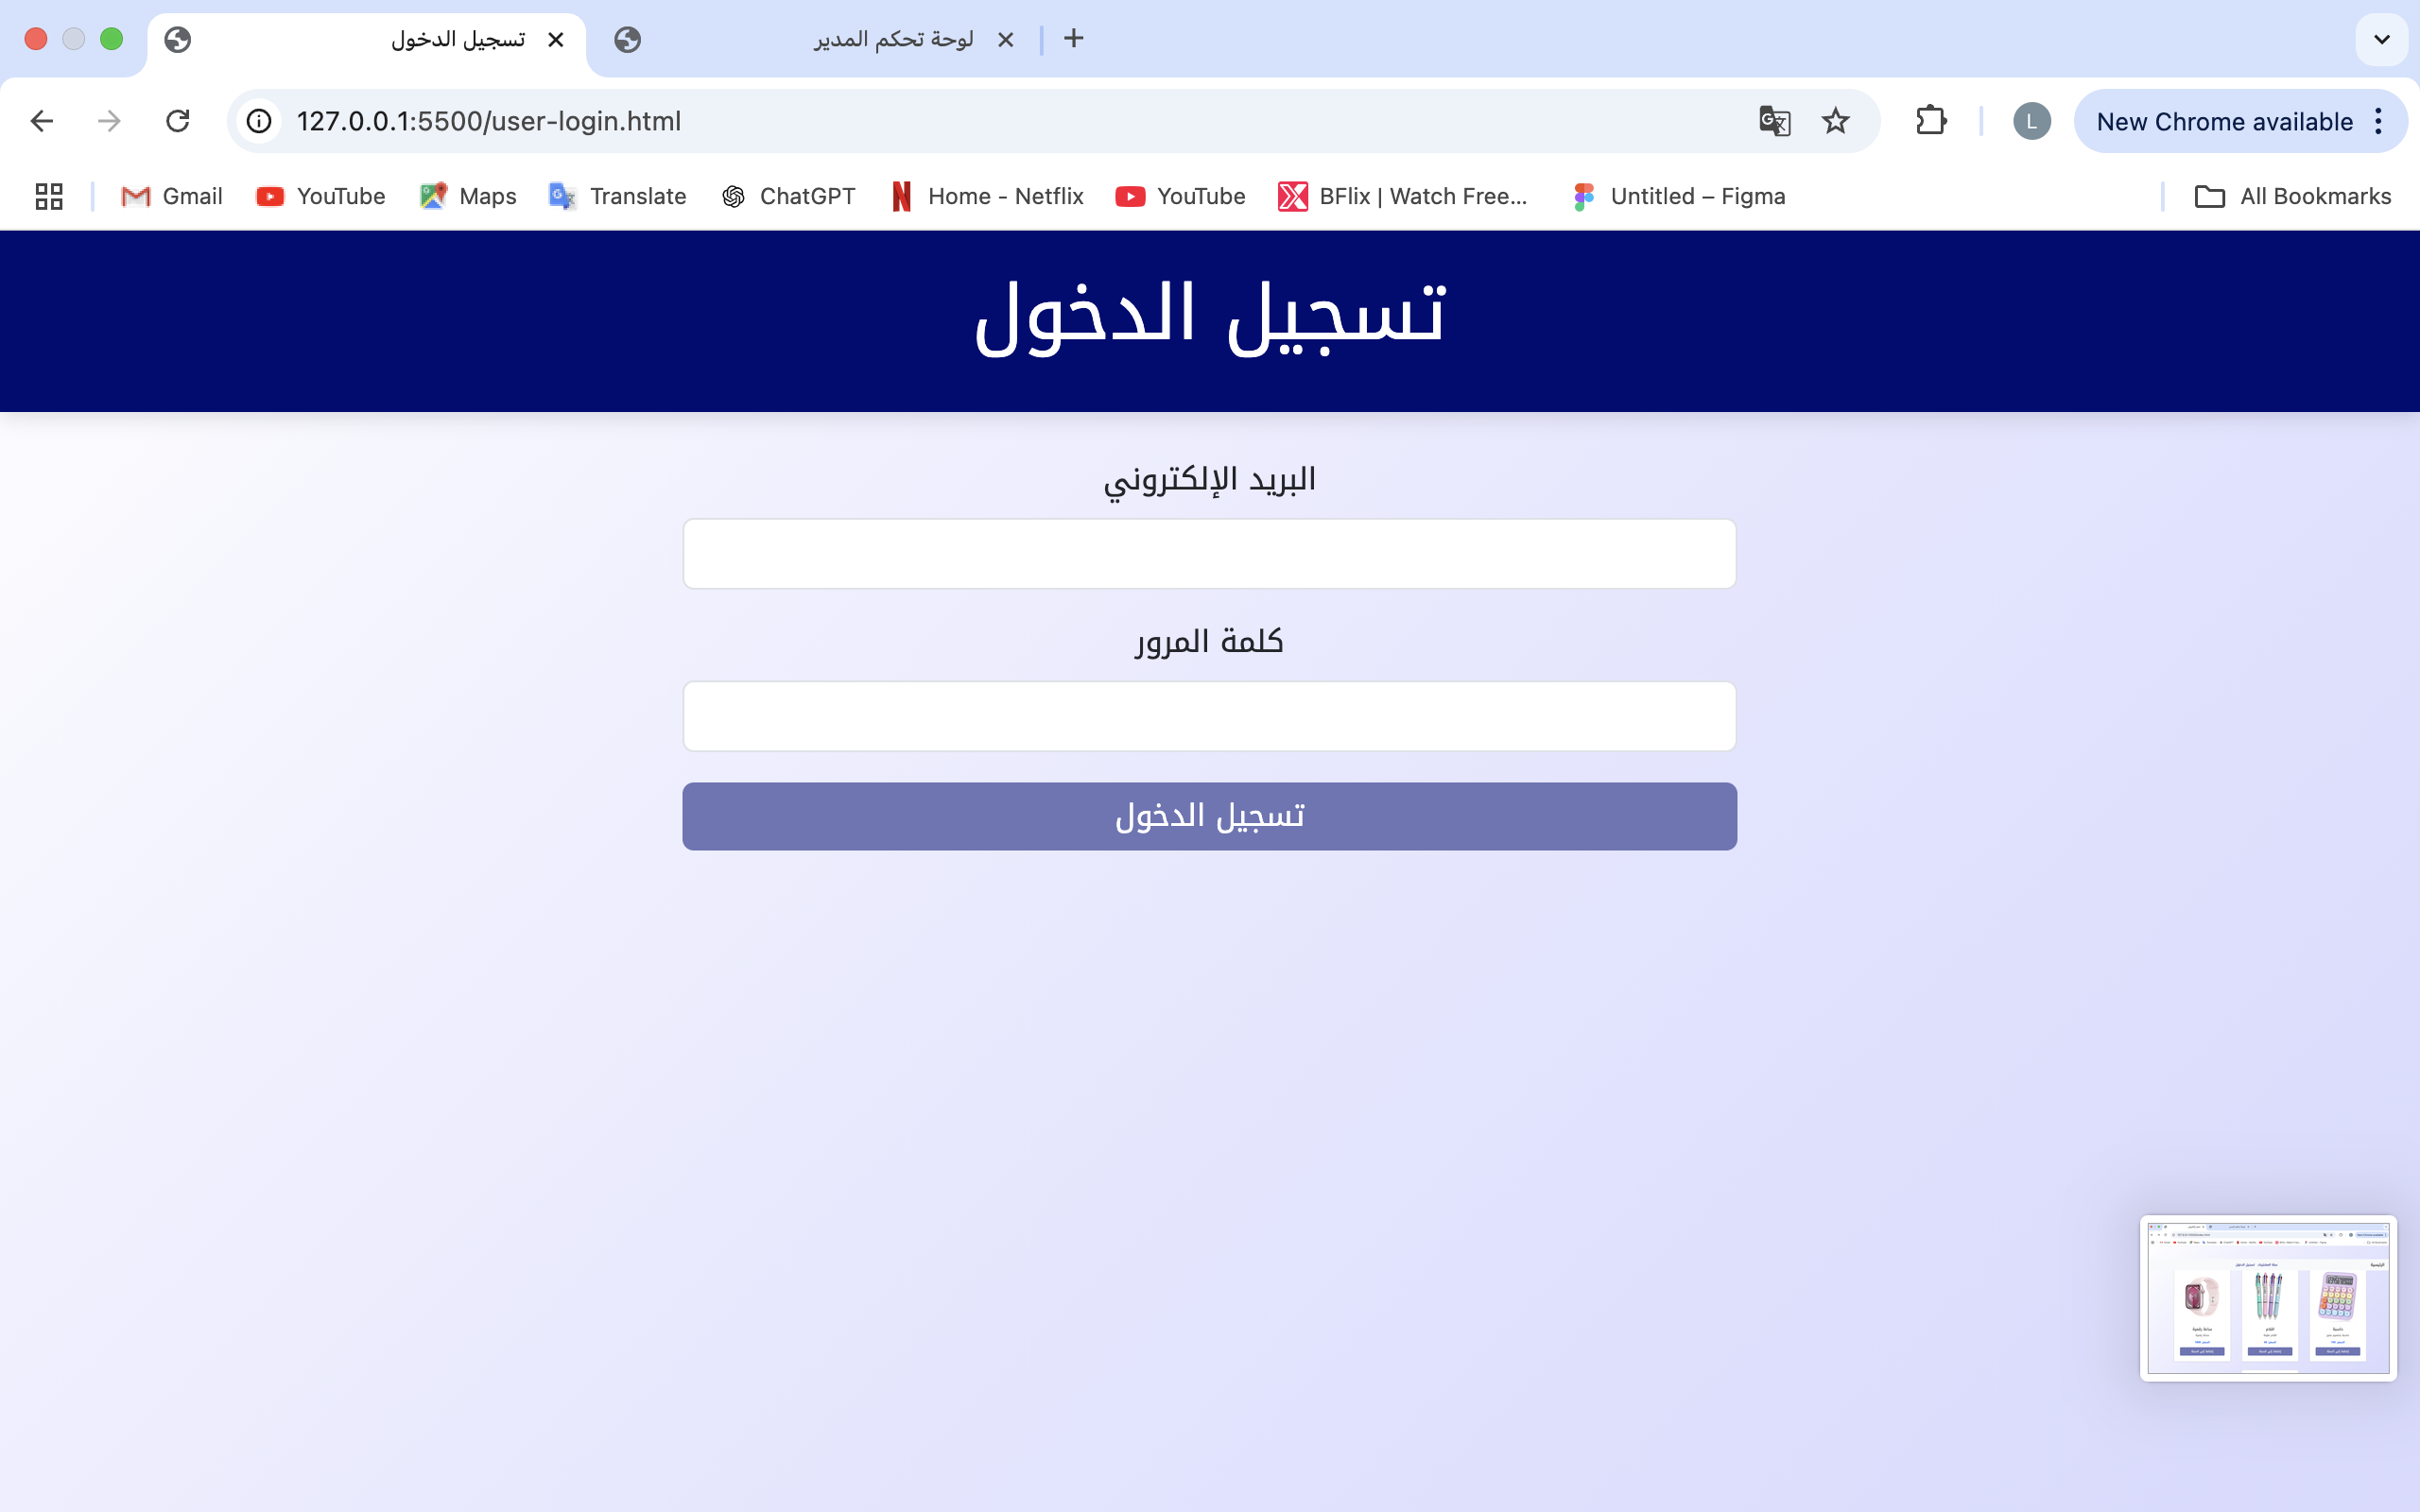 تسجيل الدخول
لوحة تحكم المدير
127.0.0.1:5500/user-login.html
L
New Chrome available
Gmail
YouTube
Maps
Translate
ChatGPT
Home - Netflix
YouTube
BFlix | Watch Free...
Untitled – Figma
All Bookmarks
تسجيل الدخول
البريد الإلكتروني
كلمة المرور
تسجيل الدخول